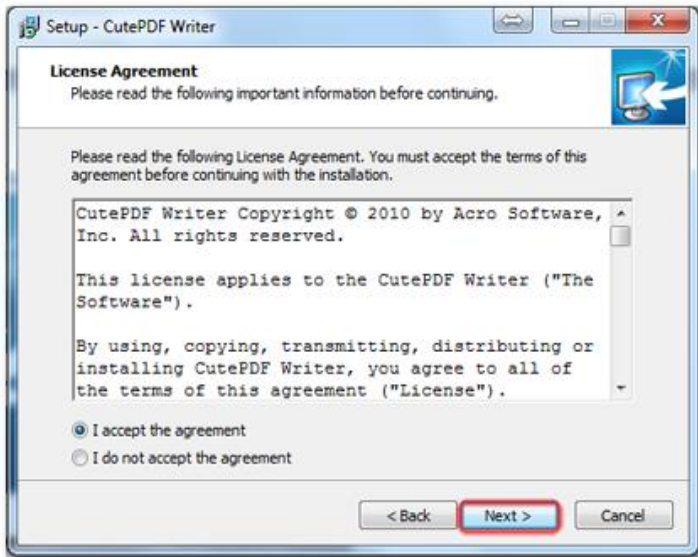 Setup - CutePDF Writer
License Agreement
Please read the following important information before continuing.
Please read the following License Agreement. You must accept the terms of this
agreement before continuing with the installation.
CutePDF Writer Copyright © 2010 by Acro Software,
Inc. All rights reserved.
This license applies to the CutePDF Writer ("The
Software").
By using, copying, transmitting, distributing or
installing CutePDF Writer, you agree to all of
the terms of this agreement ("License").
I accept the agreement
I do not accept the agreement
< Back Next > Cancel